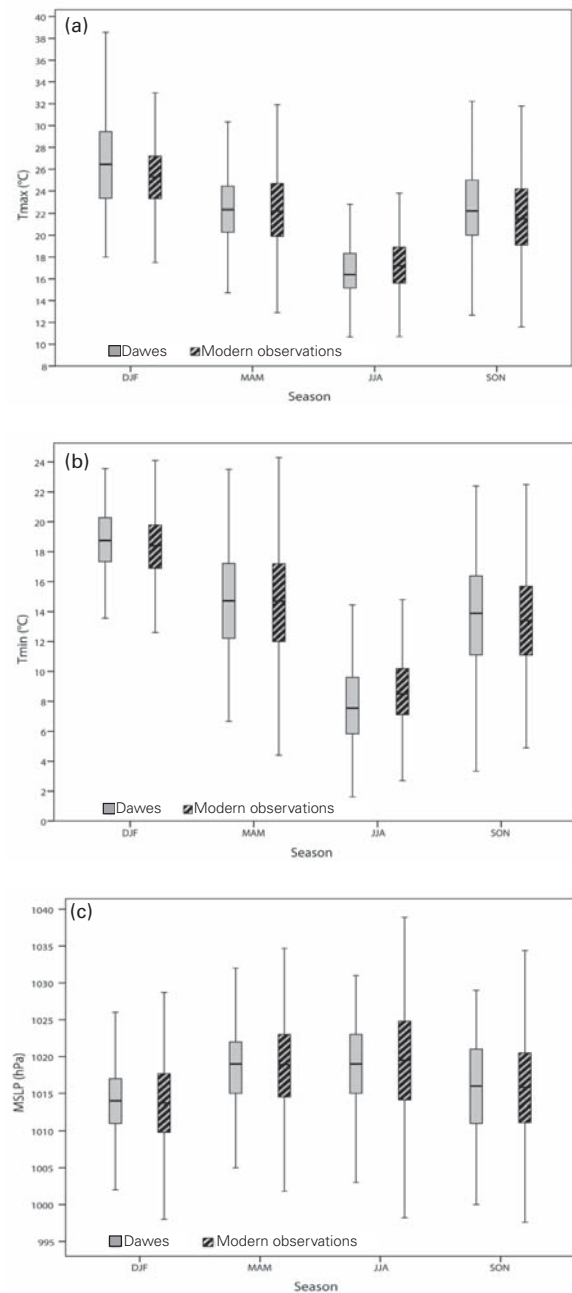 (a)
40
38
36
34
32
30
28
26
24
22
20
18
16
14
12
10
8
Tmax (°C)
Dawes Modern observations
DJF MAM JJA SON
Season
(b)
24
22
20
18
16
14
12
10
8
6
4
2
0
Tmin (°C)
Dawes Modern observations
DJF MAM JJA SON
Season
(c)
1040
1035
1030
1025
1020
1015
1010
1005
1000
995
MSLP (hPa)
Dawes Modern observations
DJF MAM JJA SON
Season